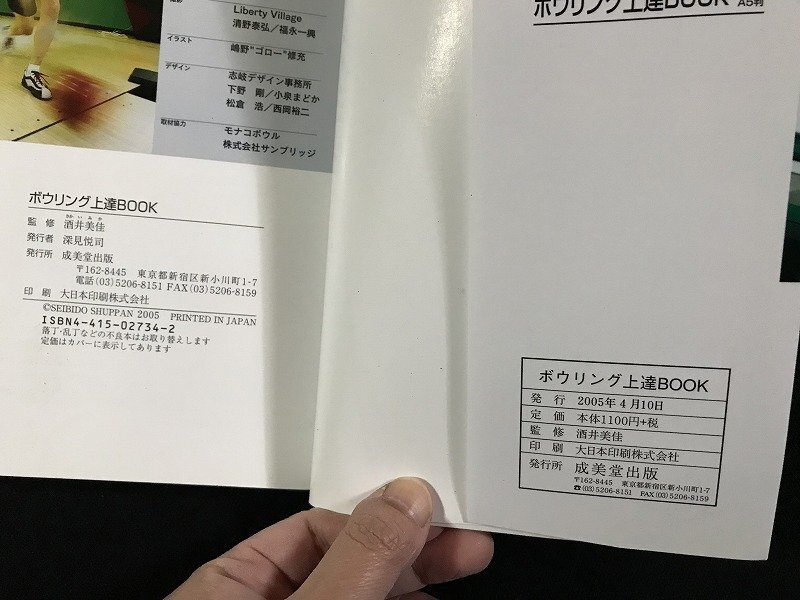 Liberty Village
清野泰弘／福永一興
イラスト
嶋野“ゴロー”修充
デザイン
志岐デザイン事務所
下野 剛／小泉まどか
松倉 浩／西岡裕二
取材協力
モナコボウル
株式会社サンブリッジ
ボウリング上達BOOK
さかいみか
監修 酒井美佳
発行者 深見悦司
発行所 成美堂出版
〒162-8445 東京都新宿区新小川町1-7
電話(03)5206-8151 FAX(03)5206-8159
印刷 大日本印刷株式会社
©SEIBIDO SHUPPAN 2005 PRINTED IN JAPAN
ISBN4-415-02734-2
落丁・乱丁などの不良本はお取り替えします
定価はカバーに表示してあります
ボウリング上達BOOK A5判
ボウリング上達BOOK
発行 2005年4月10日
定価 本体1100円+税
監修 酒井美佳
印刷 大日本印刷株式会社
発行所 成美堂出版
〒162-8445 東京都新宿区新小川町1-7
☎(03)5206-8151 FAX(03)5206-8159